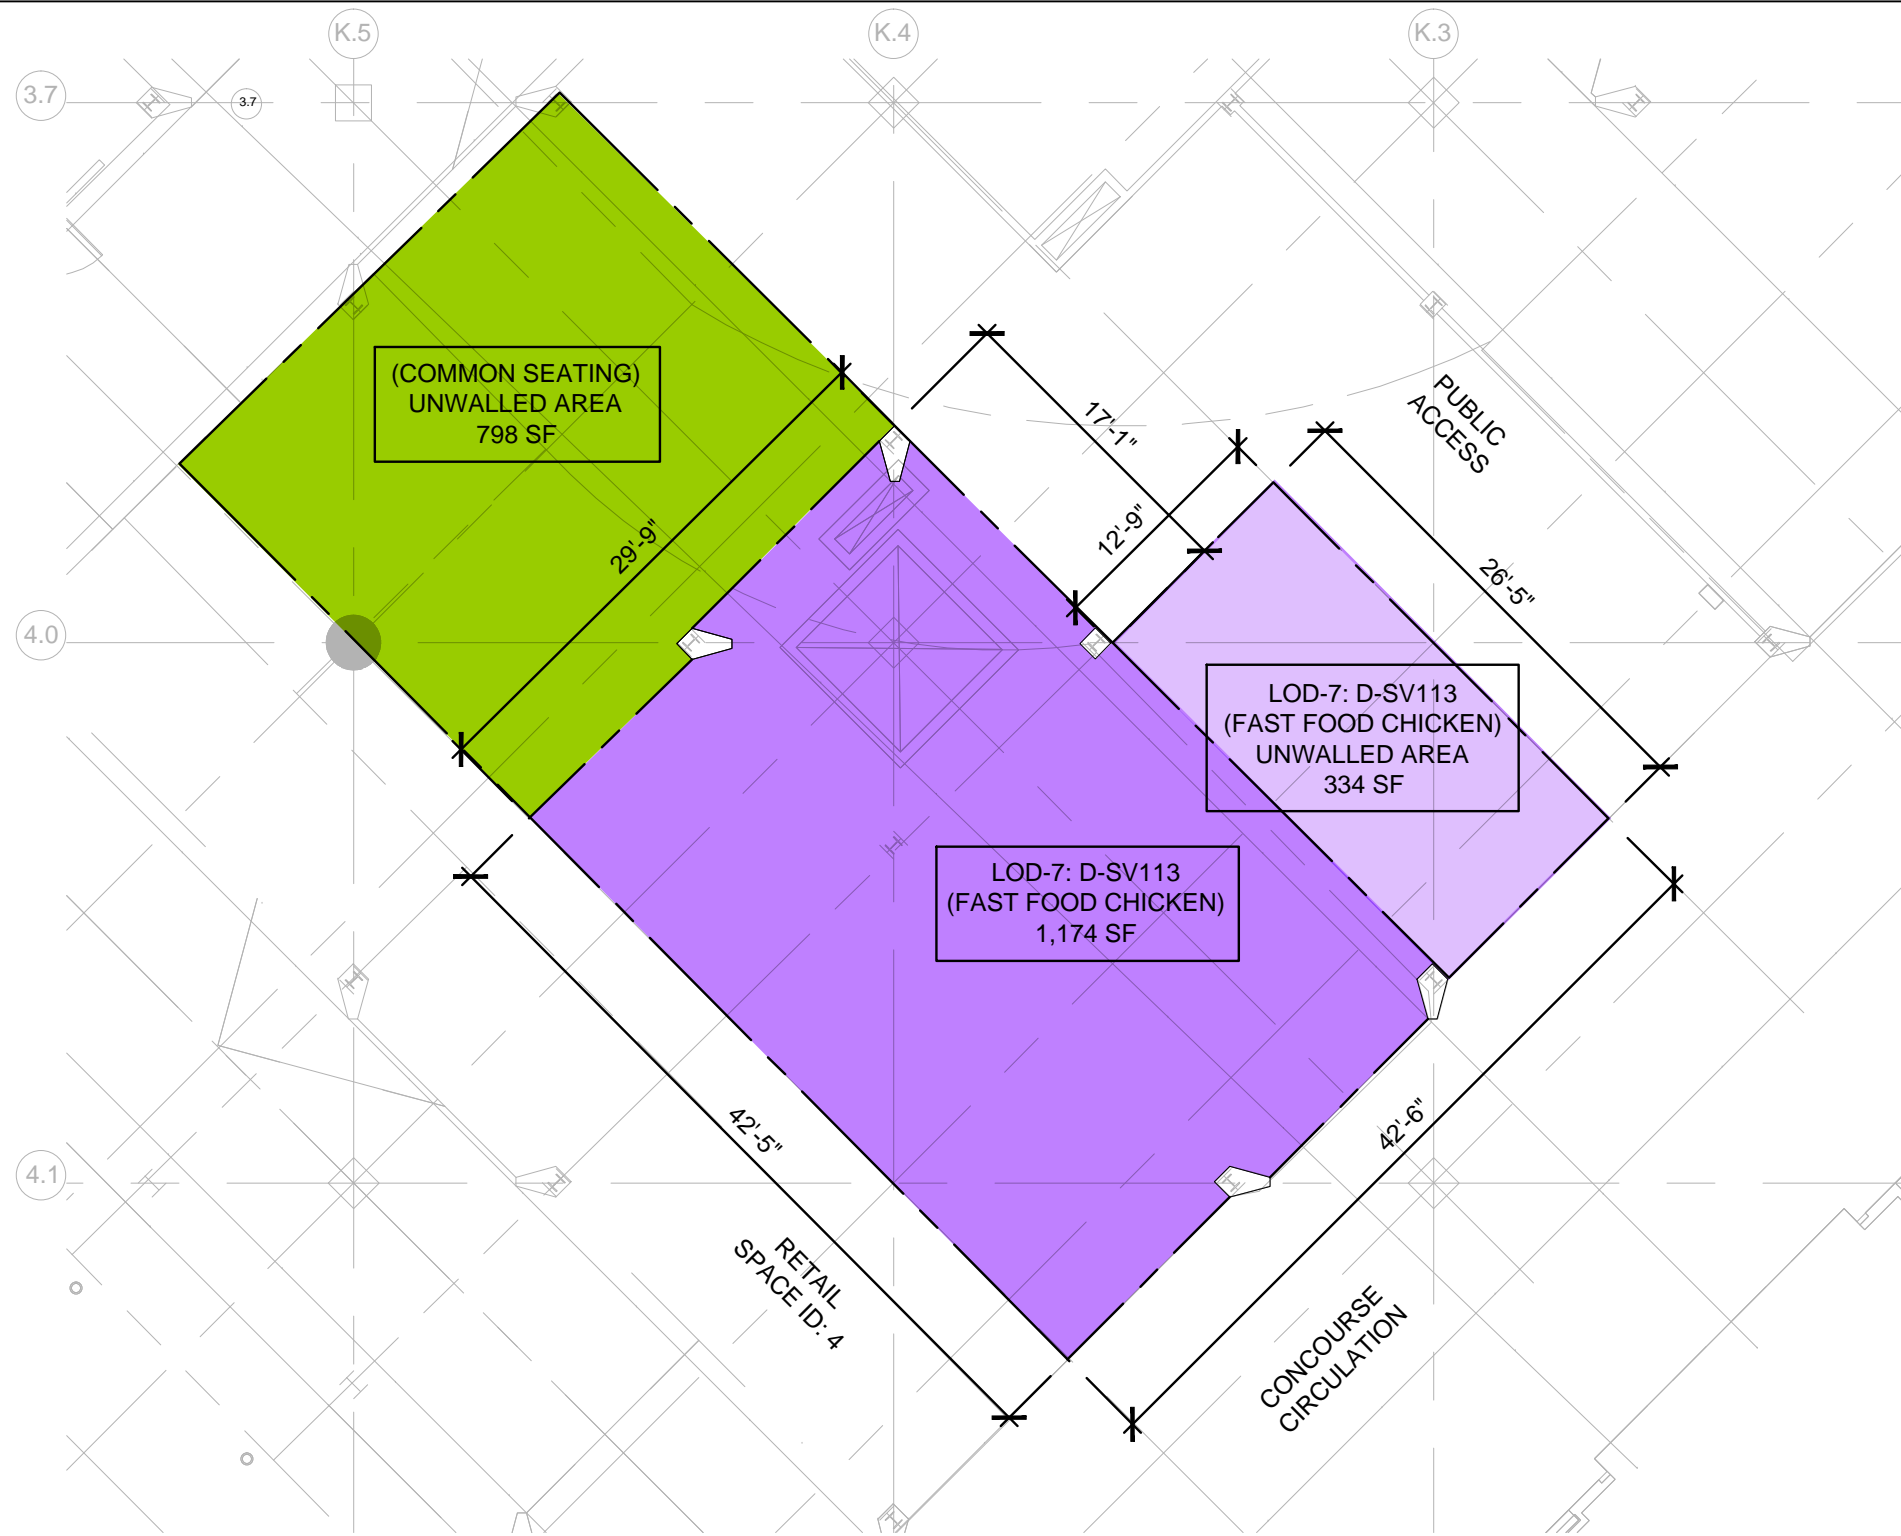 K.5
K.4
K.3
3.7
3.7
(COMMON SEATING)
UNWALLED AREA
798 SF
PUBLIC
ACCESS
17'-1"
12'-9"
29'-9"
26'-5"
4.0
LOD-7: D-SV113
(FAST FOOD CHICKEN)
UNWALLED AREA
334 SF
LOD-7: D-SV113
(FAST FOOD CHICKEN)
1,174 SF
42'-5"
42'-6"
4.1
RETAIL
SPACE ID: 4
CONCOURSE
CIRCULATION